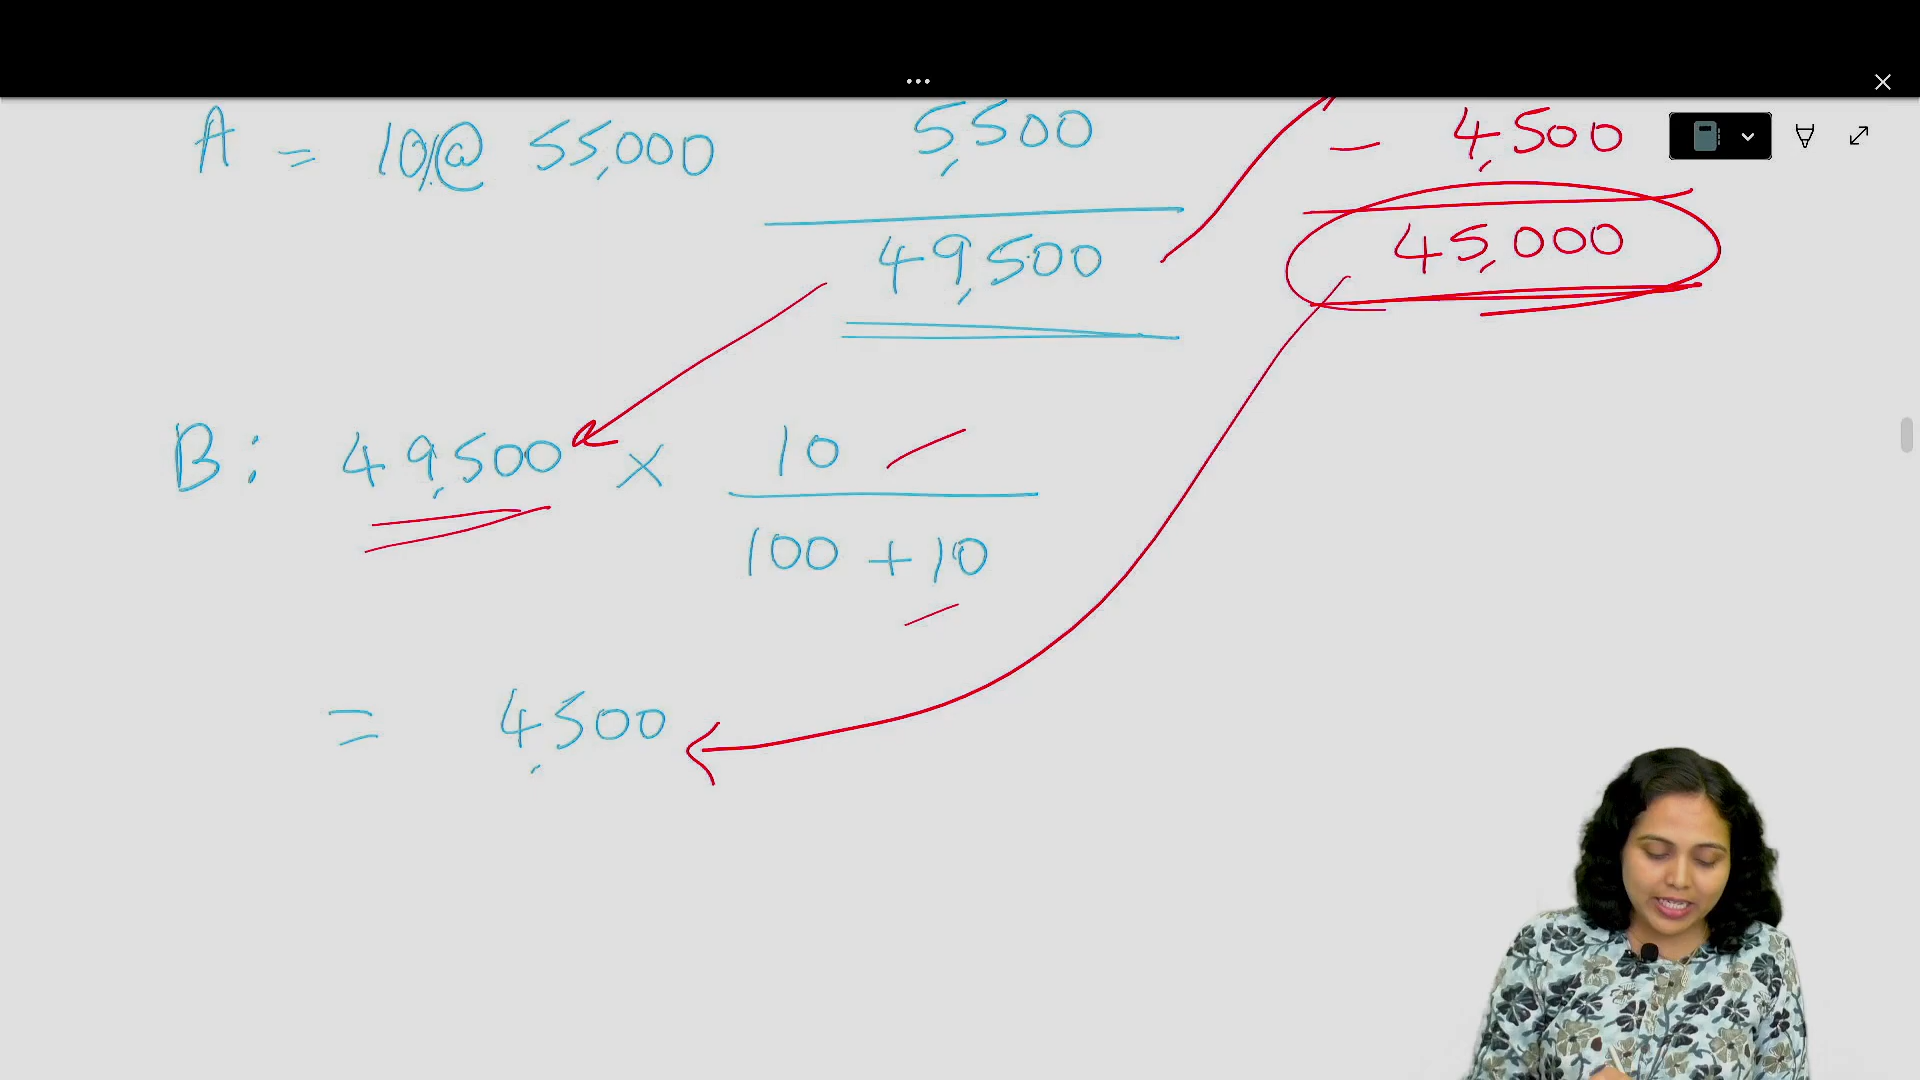 A = 10%@ 55,000 5,500 - 4,500
49,500 45,000
B : 49,500 x 10
100 + 10
= 4,500